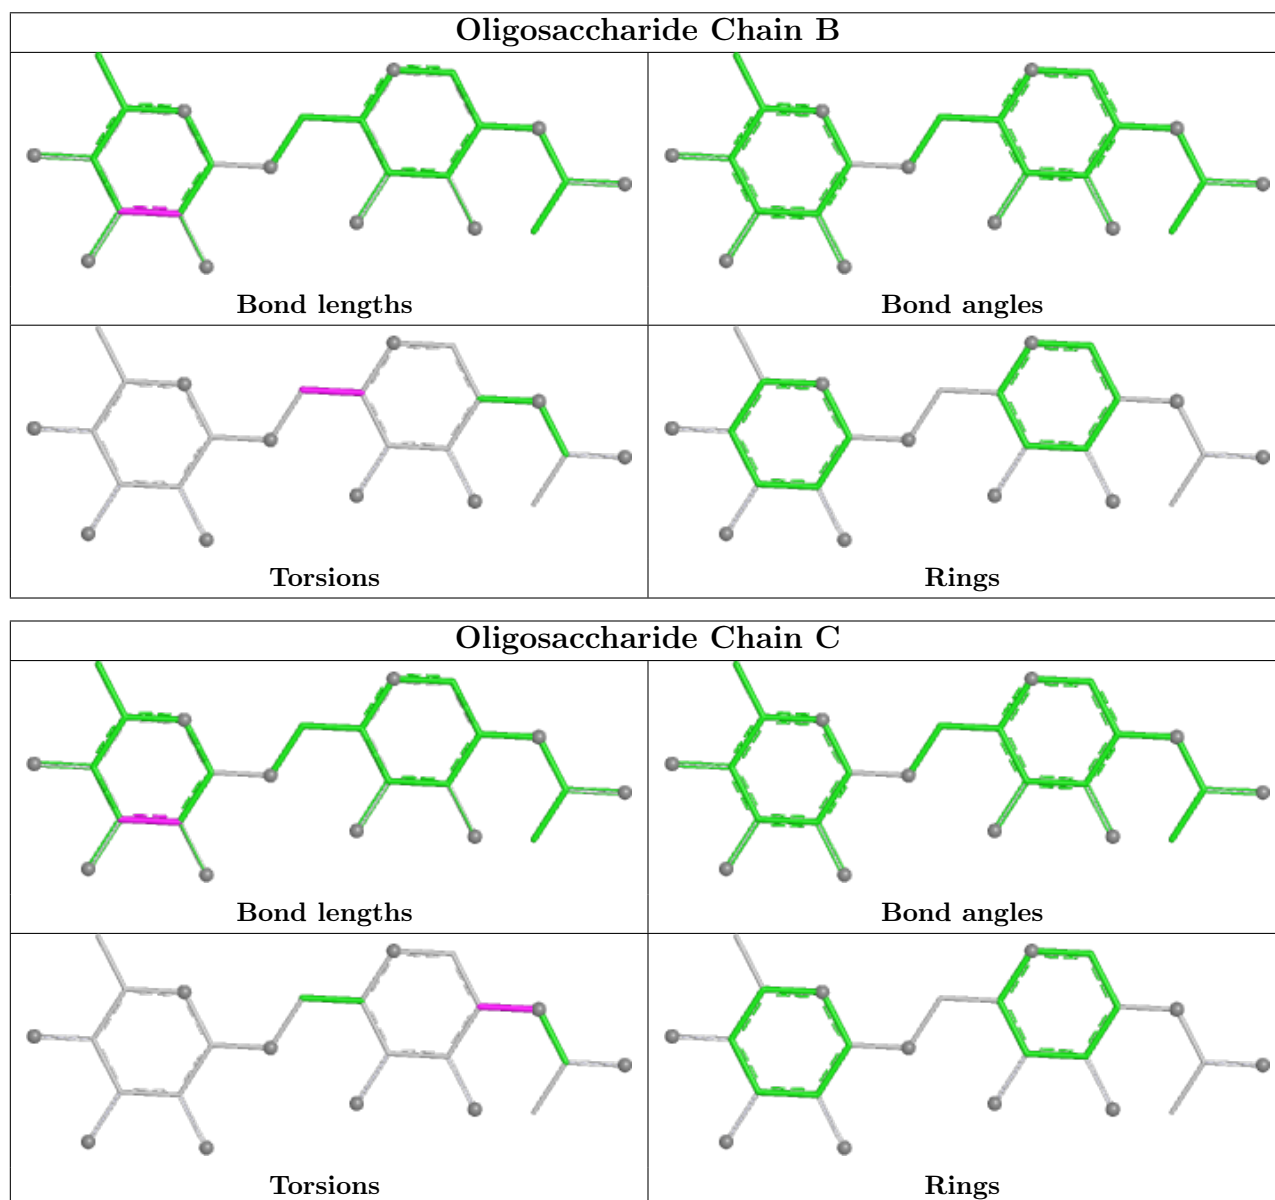 Oligosaccharide Chain B
Bond lengths
Bond angles
Torsions
Rings
Oligosaccharide Chain C
Bond lengths
Bond angles
Torsions
Rings